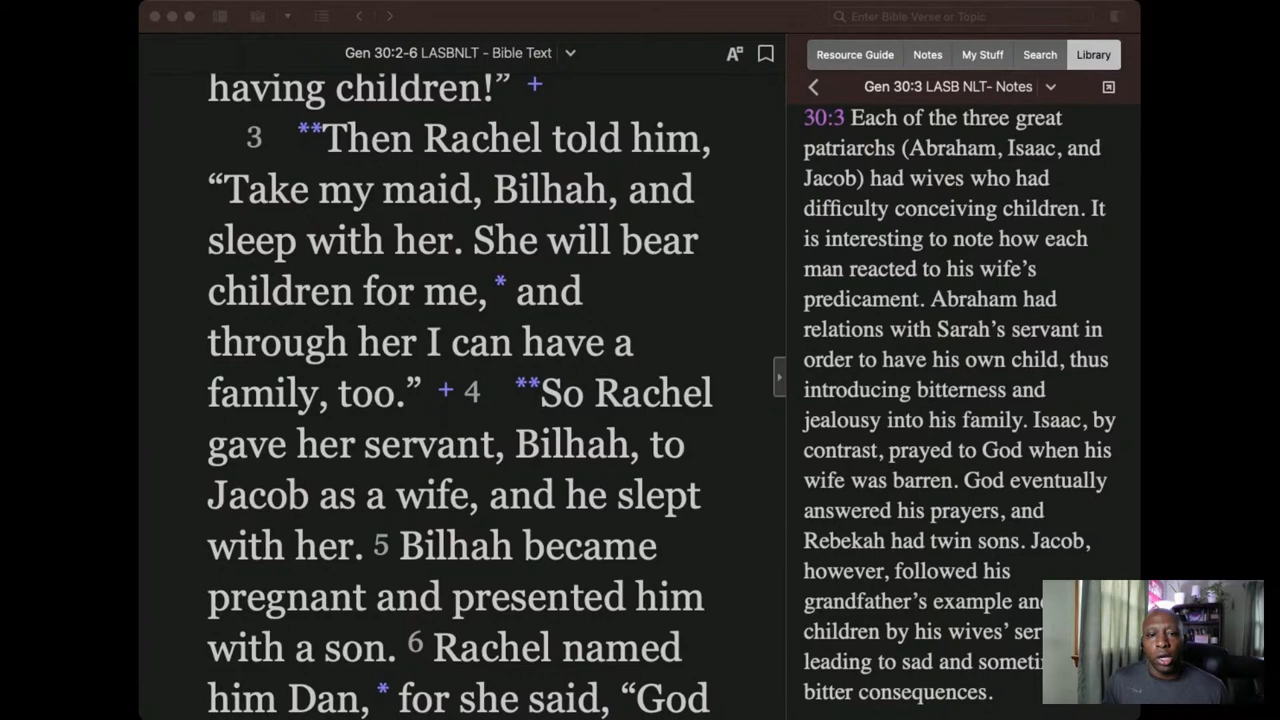 Enter Bible Verse or Topic
Gen 30:2-6 LASBNLT - Bible Text
having children!” +
3 **Then Rachel told him,
“Take my maid, Bilhah, and
sleep with her. She will bear
children for me,* and
through her I can have a
family, too.” + 4 **So Rachel
gave her servant, Bilhah, to
Jacob as a wife, and he slept
with her. 5 Bilhah became
pregnant and presented him
with a son. 6 Rachel named
him Dan,* for she said, “God
Resource Guide Notes My Stuff Search Library
Gen 30:3 LASB NLT- Notes
30:3 Each of the three great
patriarchs (Abraham, Isaac, and
Jacob) had wives who had
difficulty conceiving children. It
is interesting to note how each
man reacted to his wife’s
predicament. Abraham had
relations with Sarah’s servant in
order to have his own child, thus
introducing bitterness and
jealousy into his family. Isaac, by
contrast, prayed to God when his
wife was barren. God eventually
answered his prayers, and
Rebekah had twin sons. Jacob,
however, followed his
grandfather’s example an
children by his wives’ ser
leading to sad and someti
bitter consequences.